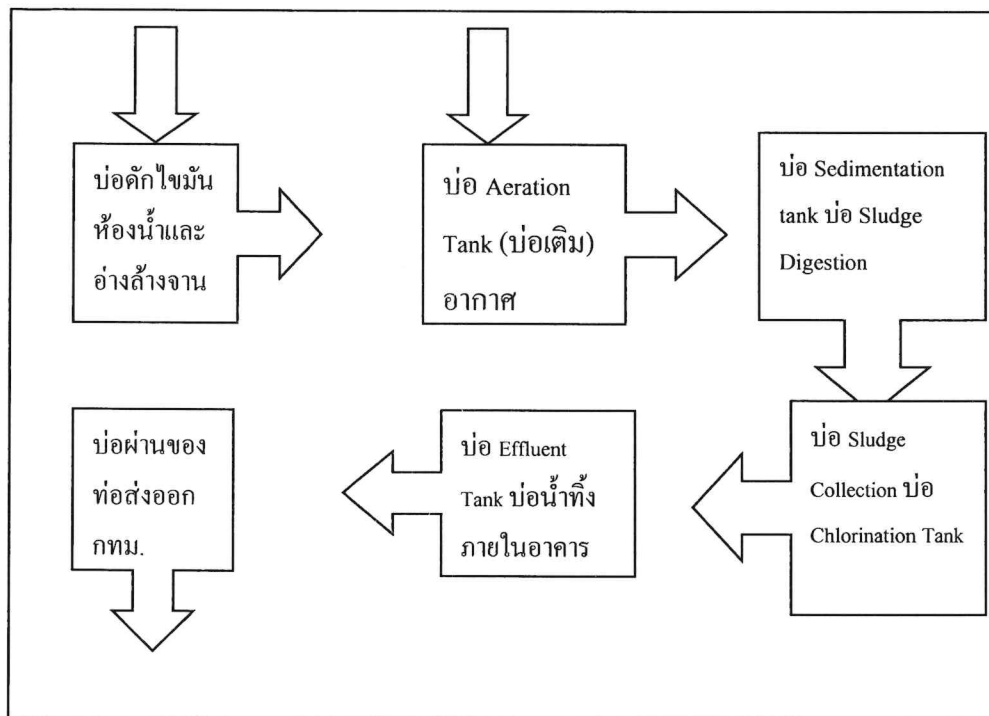 บ่อดักไขมัน
ห้องน้ำและ
อ่างล้างจาน
บ่อ Aeration
Tank (บ่อเติม)
อากาศ
บ่อ Sedimentation
tank บ่อ Sludge
Digestion
บ่อ Sludge
Collection บ่อ
Chlorination Tank
บ่อ Effluent
Tank บ่อน้ำทิ้ง
ภายในอาคาร
บ่อผ่านของ
ท่อส่งออก
กทม.